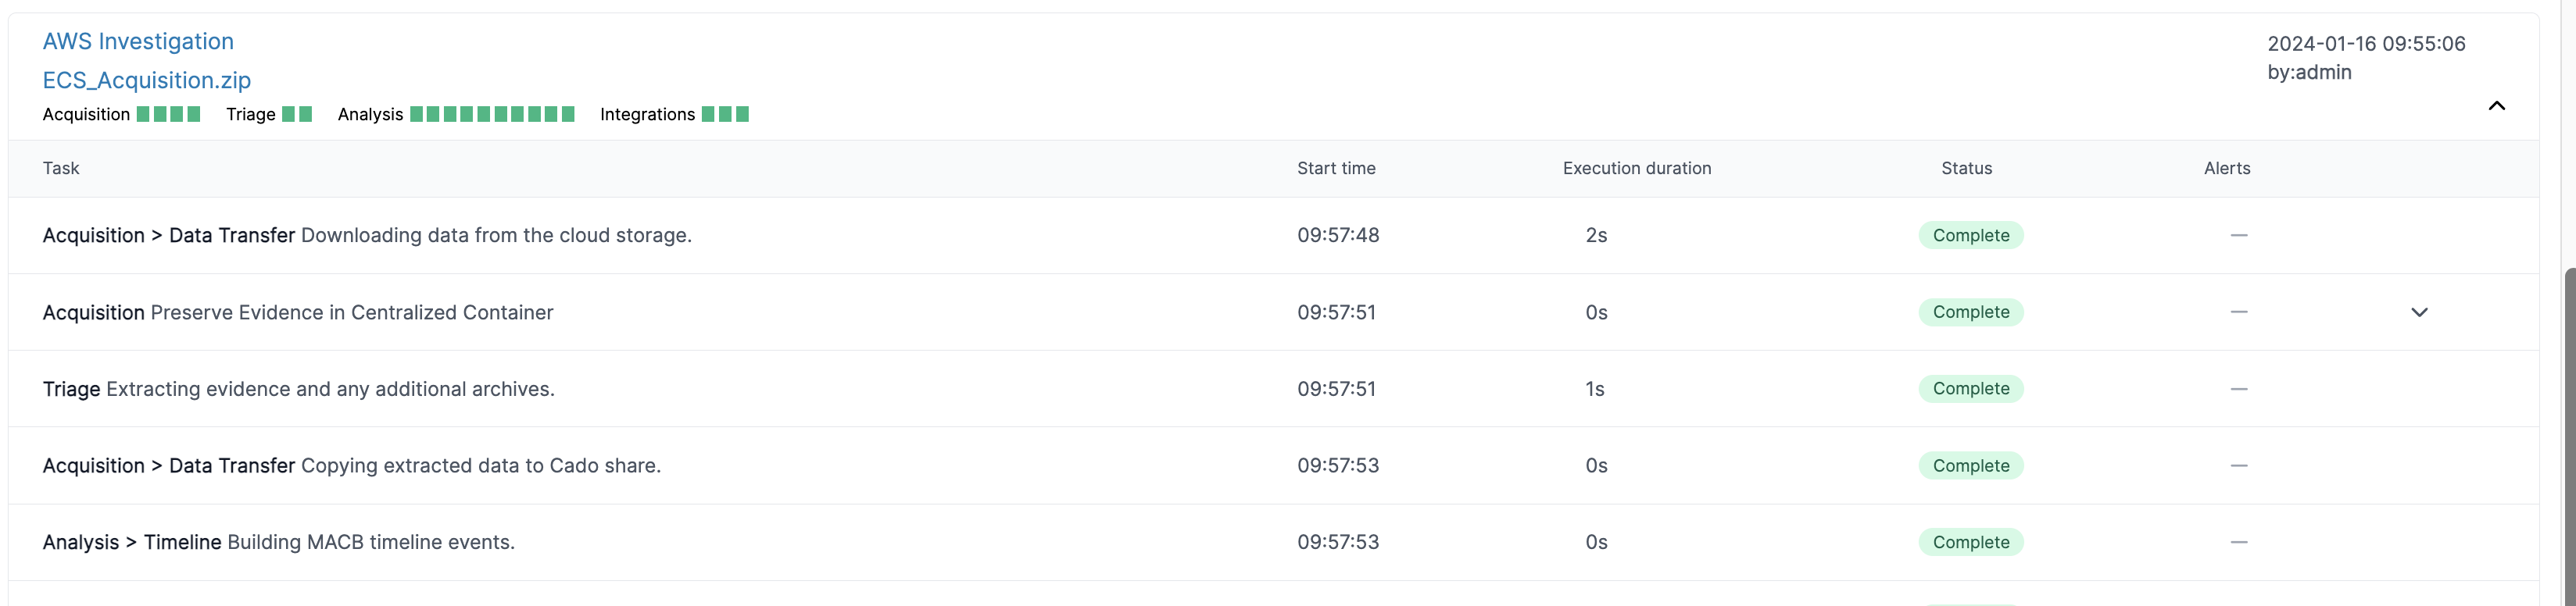 AWS Investigation
2024-01-16 09:55:06
by:admin
ECS_Acquisition.zip
Acquisition Triage Analysis Integrations
Task Start time Execution duration Status Alerts
Acquisition > Data Transfer Downloading data from the cloud storage. 09:57:48 2s Complete —
Acquisition Preserve Evidence in Centralized Container 09:57:51 0s Complete —
Triage Extracting evidence and any additional archives. 09:57:51 1s Complete —
Acquisition > Data Transfer Copying extracted data to Cado share. 09:57:53 0s Complete —
Analysis > Timeline Building MACB timeline events. 09:57:53 0s Complete —